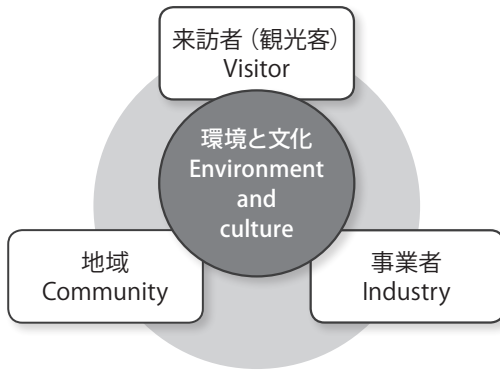 来訪者（観光客）
Visitor
環境と文化
Environment
and
culture
地域
Community
事業者
Industry